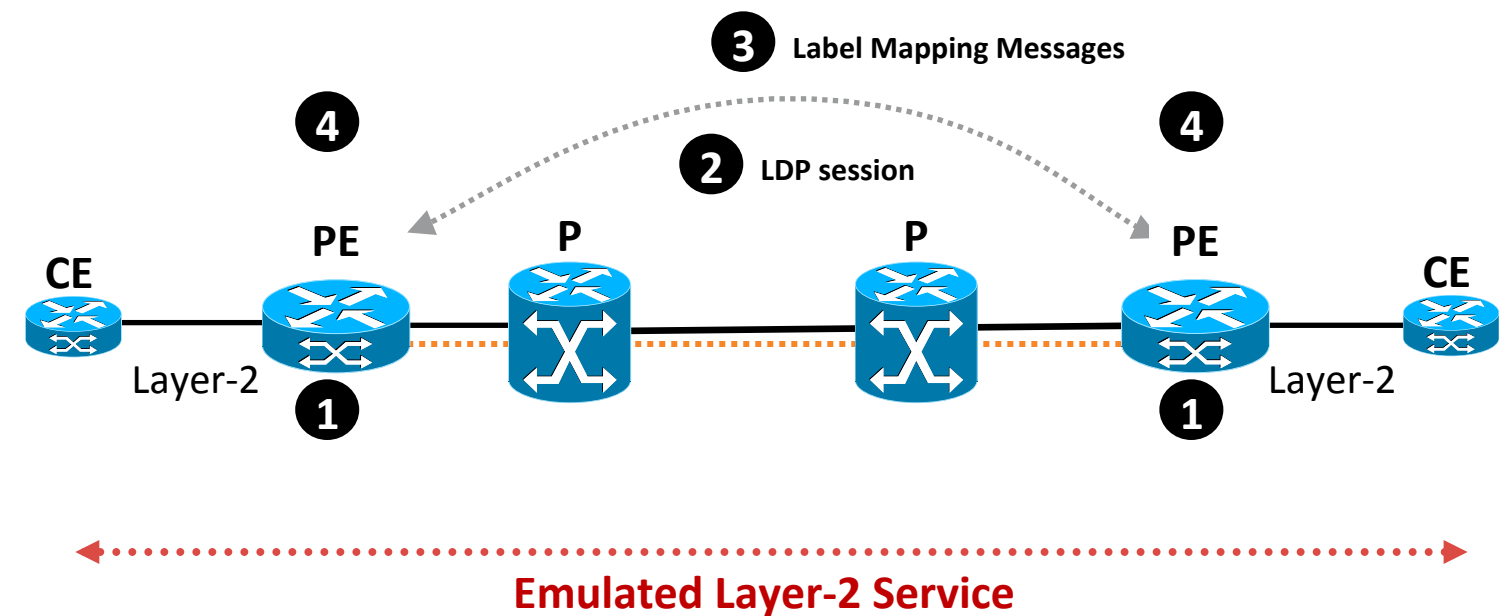 3 Label Mapping Messages
4
4
2 LDP session
CE
PE
P
P
PE
CE
Layer-2
Layer-2
1
1
Emulated Layer-2 Service